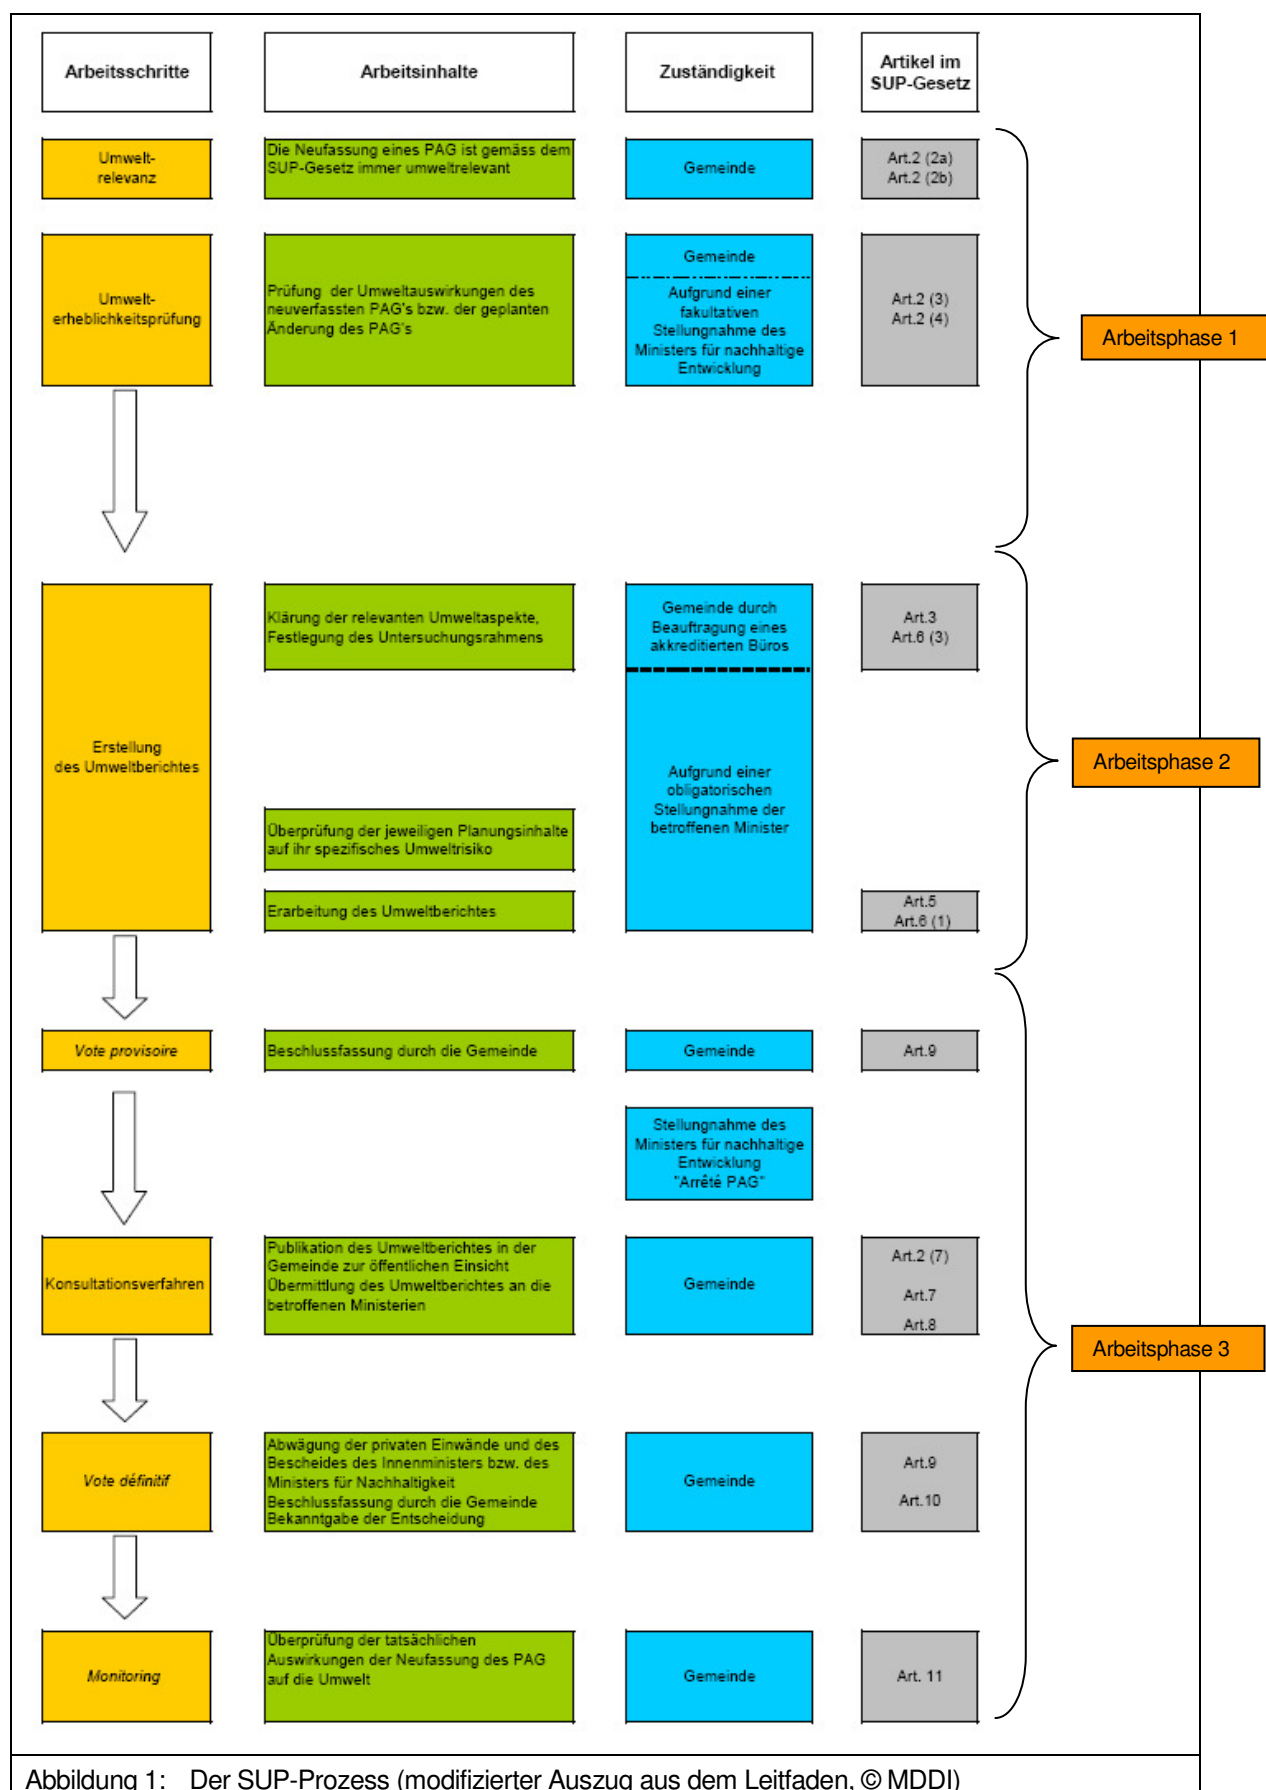 Arbeitsschritte
Arbeitsinhalte
Zuständigkeit
Artikel im
SUP-Gesetz
Umwelt-
relevanz
Die Neufassung eines PAG ist gemäss dem
SUP-Gesetz immer umweltrelevant
Gemeinde
Art.2 (2a)
Art.2 (2b)
Umwelt-
erheblichkeitsprüfung
Prüfung der Umweltauswirkungen des
neuverfassten PAG's bzw. der geplanten
Änderung des PAG's
Gemeinde
Aufgrund einer
fakultativen
Stellungnahme des
Ministers für nachhaltige
Entwicklung
Art.2 (3)
Art.2 (4)
Arbeitsphase 1
Erstellung
des Umweltberichtes
Klärung der relevanten Umweltaspekte,
Festlegung des Untersuchungsrahmens
Gemeinde durch
Beauftragung eines
akkreditierten Büros
Art.3
Art.6 (3)
Aufgrund einer
obligatorischen
Stellungnahme der
betroffenen Minister
Arbeitsphase 2
Überprüfung der jeweiligen Planungsinhalte
auf ihr spezifisches Umweltrisiko
Erarbeitung des Umweltberichtes
Art.5
Art.6 (1)
Vote provisoire
Beschlussfassung durch die Gemeinde
Gemeinde
Art.9
Stellungnahme des
Ministers für nachhaltige
Entwicklung
"Arrêté PAG"
Konsultationsverfahren
Publikation des Umweltberichtes in der
Gemeinde zur öffentlichen Einsicht
Übermittlung des Umweltberichtes an die
betroffenen Ministerien
Gemeinde
Art.2 (7)
Art.7
Art.8
Arbeitsphase 3
Vote définitif
Abwägung der privaten Einwände und des
Bescheides des Innenministers bzw. des
Ministers für Nachhaltigkeit
Beschlussfassung durch die Gemeinde
Bekanntgabe der Entscheidung
Gemeinde
Art.9
Art.10
Monitoring
Überprüfung der tatsächlichen
Auswirkungen der Neufassung des PAG
auf die Umwelt
Gemeinde
Art. 11
Abbildung 1: Der SUP-Prozess (modifizierter Auszug aus dem Leitfaden, © MDDI)